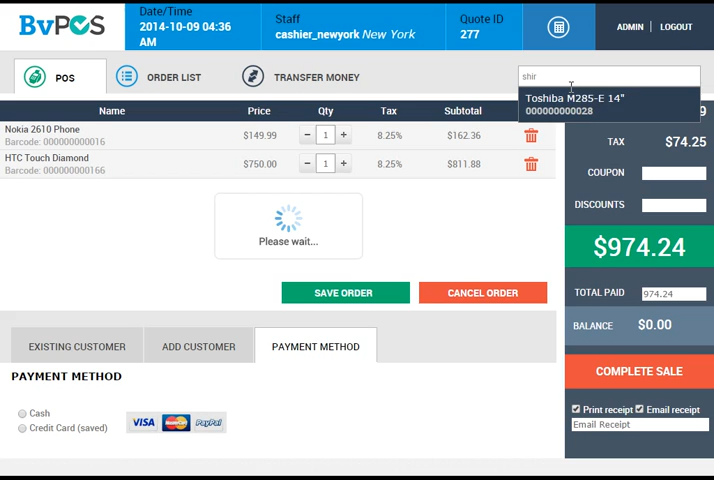 BvPOS
Date/Time
2014-10-09 04:36
AM
Staff
cashier_newyork New York
Quote ID
277
ADMIN
LOGOUT
POS
ORDER LIST
TRANSFER MONEY
shir
Toshiba M285-E 14"
000000000028
Name Price Qty Tax Subtotal
Nokia 2610 Phone
Barcode: 000000000016
$149.99 − 1 + 8.25% $162.36
HTC Touch Diamond
Barcode: 000000000166
$750.00 − 1 + 8.25% $811.88
Please wait...
SAVE ORDER
CANCEL ORDER
9
TAX $74.25
COUPON
DISCOUNTS
$974.24
TOTAL PAID 974.24
BALANCE $0.00
COMPLETE SALE
Print receipt Email receipt
Email Receipt
EXISTING CUSTOMER
ADD CUSTOMER
PAYMENT METHOD
PAYMENT METHOD
Cash
Credit Card (saved)
VISA MasterCard PayPal